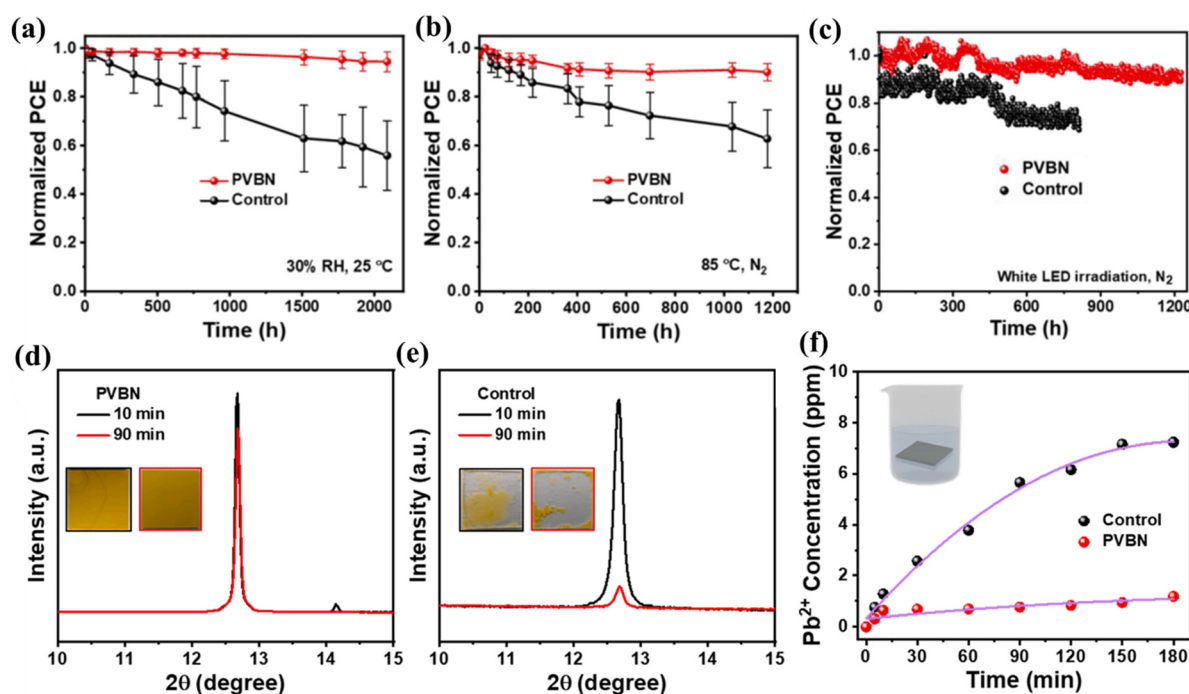 (a)
Normalized PCE
1.0
0.8
0.6
0.4
0.2
0.0
PVBN
Control
30% RH, 25 °C
0 500 1000 1500 2000
Time (h)
(b)
Normalized PCE
1.0
0.8
0.6
0.4
0.2
0.0
PVBN
Control
85 °C, N₂
0 200 400 600 800 1000 1200
Time (h)
(c)
Normalized PCE
1.0
0.8
0.6
0.4
0.2
0.0
PVBN
Control
White LED irradiation, N₂
0 300 600 900 1200
Time (h)
(d)
Intensity (a.u.)
PVBN
10 min
90 min
10 11 12 13 14 15
2θ (degree)
(e)
Intensity (a.u.)
Control
10 min
90 min
10 11 12 13 14 15
2θ (degree)
(f)
Pb²⁺ Concentration (ppm)
8
6
4
2
0
Control
PVBN
0 30 60 90 120 150 180
Time (min)